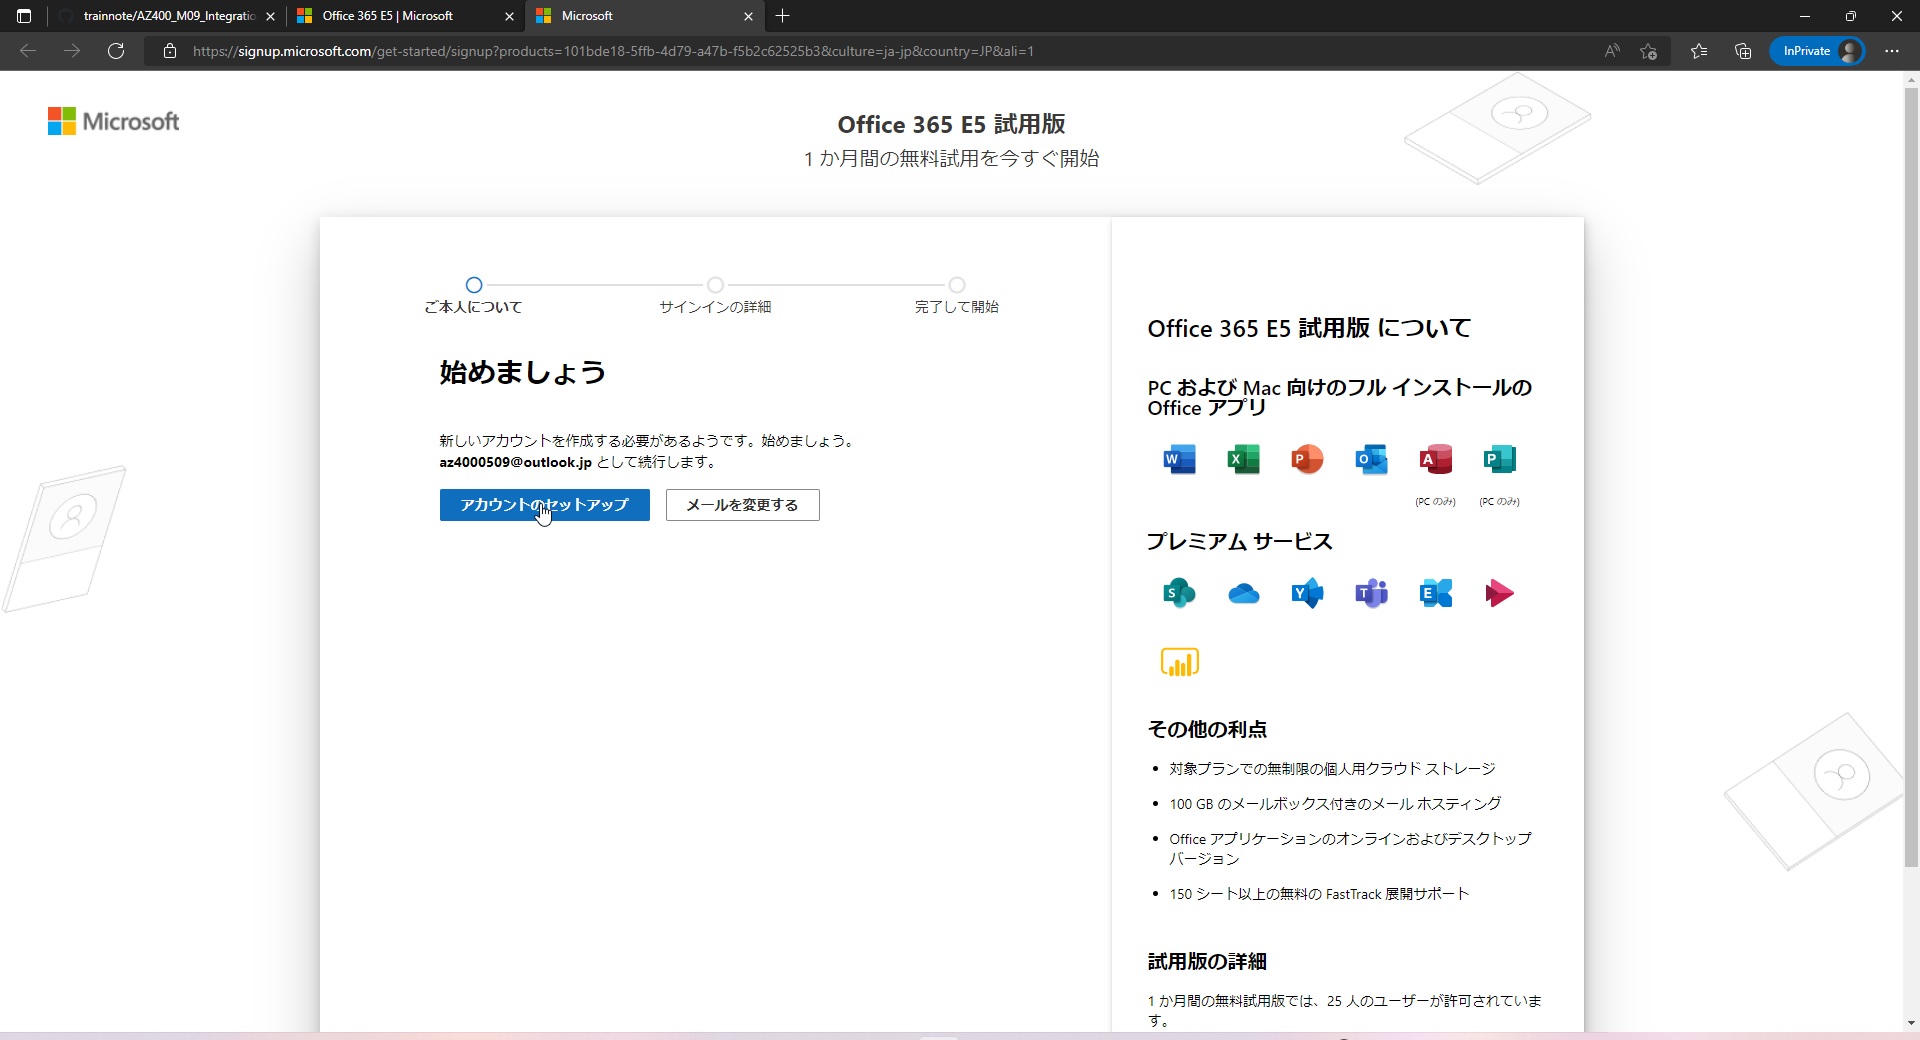 trainnote/AZ400_M09_Integratio
Office 365 E5 | Microsoft
Microsoft
https://signup.microsoft.com/get-started/signup?products=101bde18-5ffb-4d79-a47b-f5b2c62525b3&culture=ja-jp&country=JP&ali=1
InPrivate
Microsoft
Office 365 E5 試用版
1 か月間の無料試用を今すぐ開始
ご本人について
サインインの詳細
完了して開始
始めましょう
新しいアカウントを作成する必要があるようです。始めましょう。
az4000509@outlook.jp として続行します。
アカウントのセットアップ
メールを変更する
Office 365 E5 試用版 について
PC および Mac 向けのフル インストールの
Office アプリ
W
X
P
O
A
P
(PC のみ)
(PC のみ)
プレミアム サービス
S
Y
T
E
その他の利点
• 対象プランでの無制限の個人用クラウド ストレージ
• 100 GB のメールボックス付きのメール ホスティング
• Office アプリケーションのオンラインおよびデスクトップ
バージョン
• 150 シート以上の無料の FastTrack 展開サポート
試用版の詳細
1 か月間の無料試用版では、25 人のユーザーが許可されていま
す。